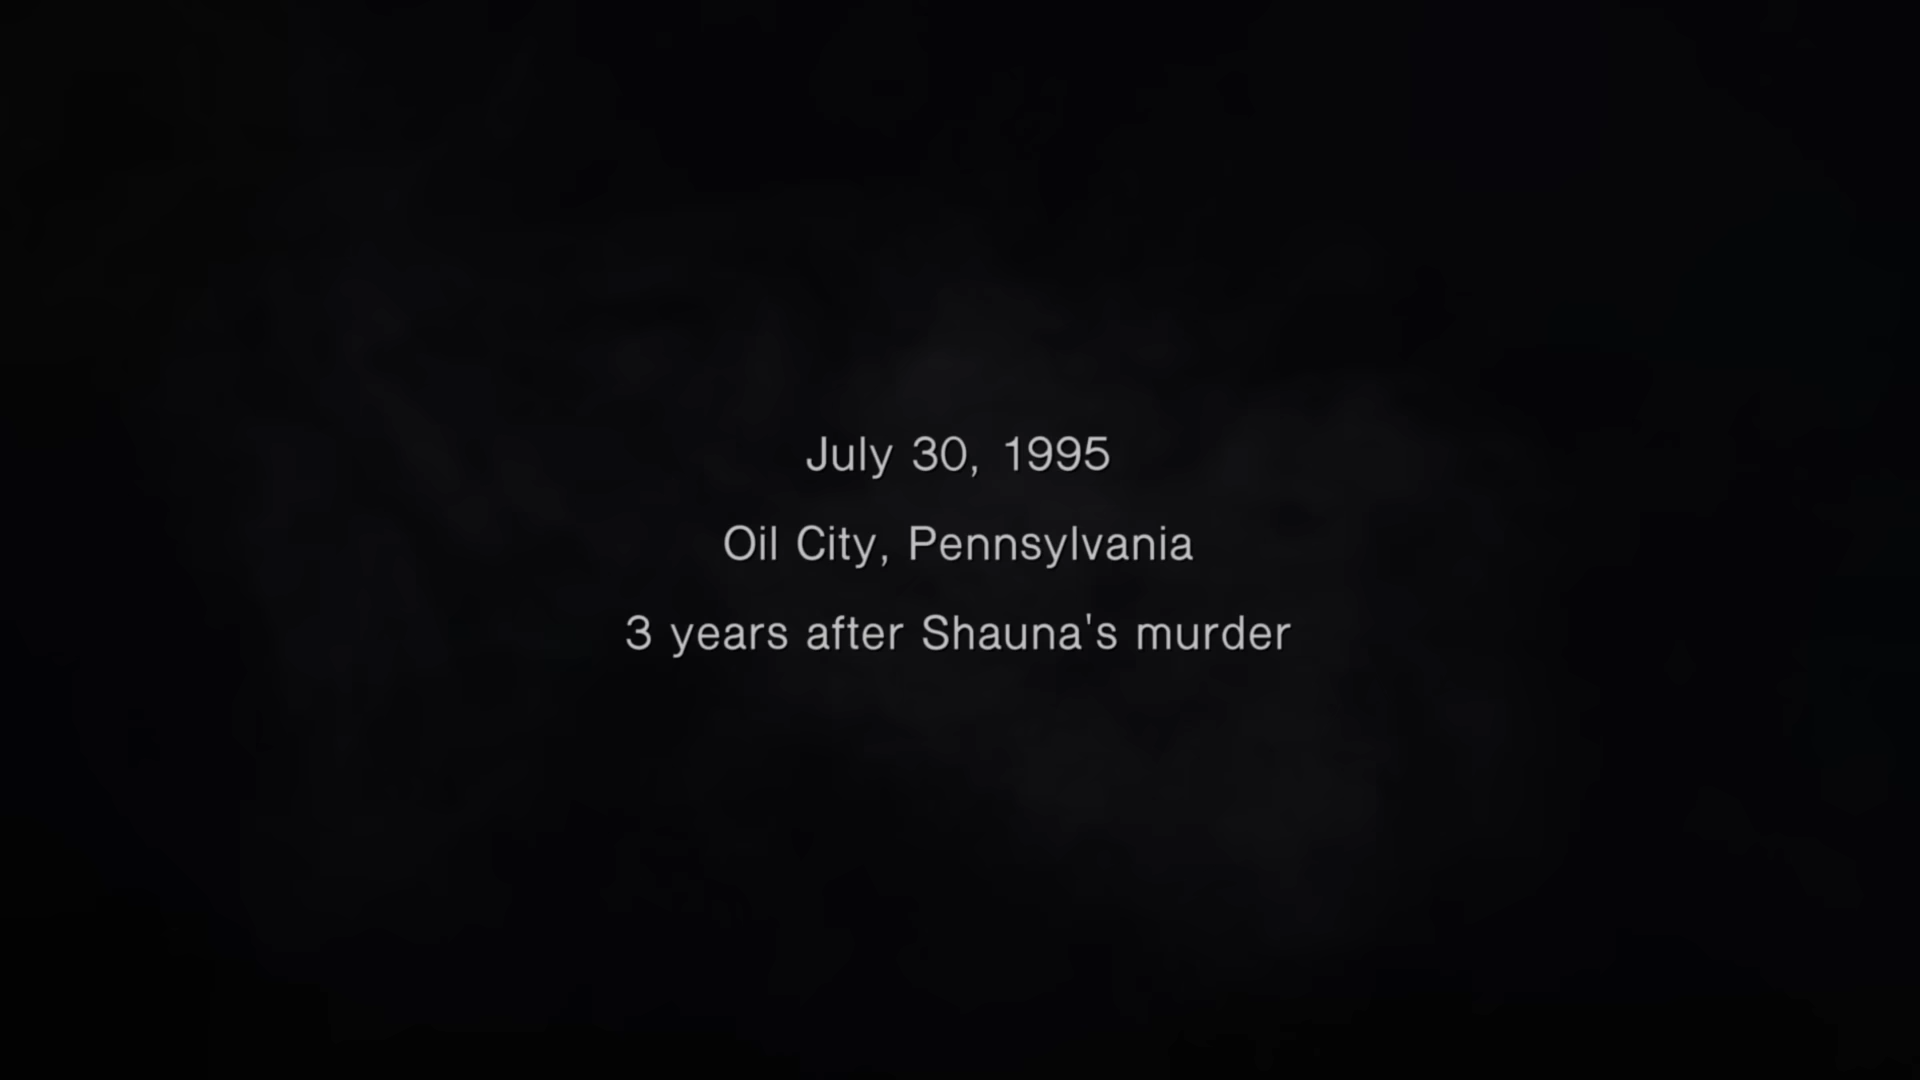 July 30, 1995
Oil City, Pennsylvania
3 years after Shauna's murder